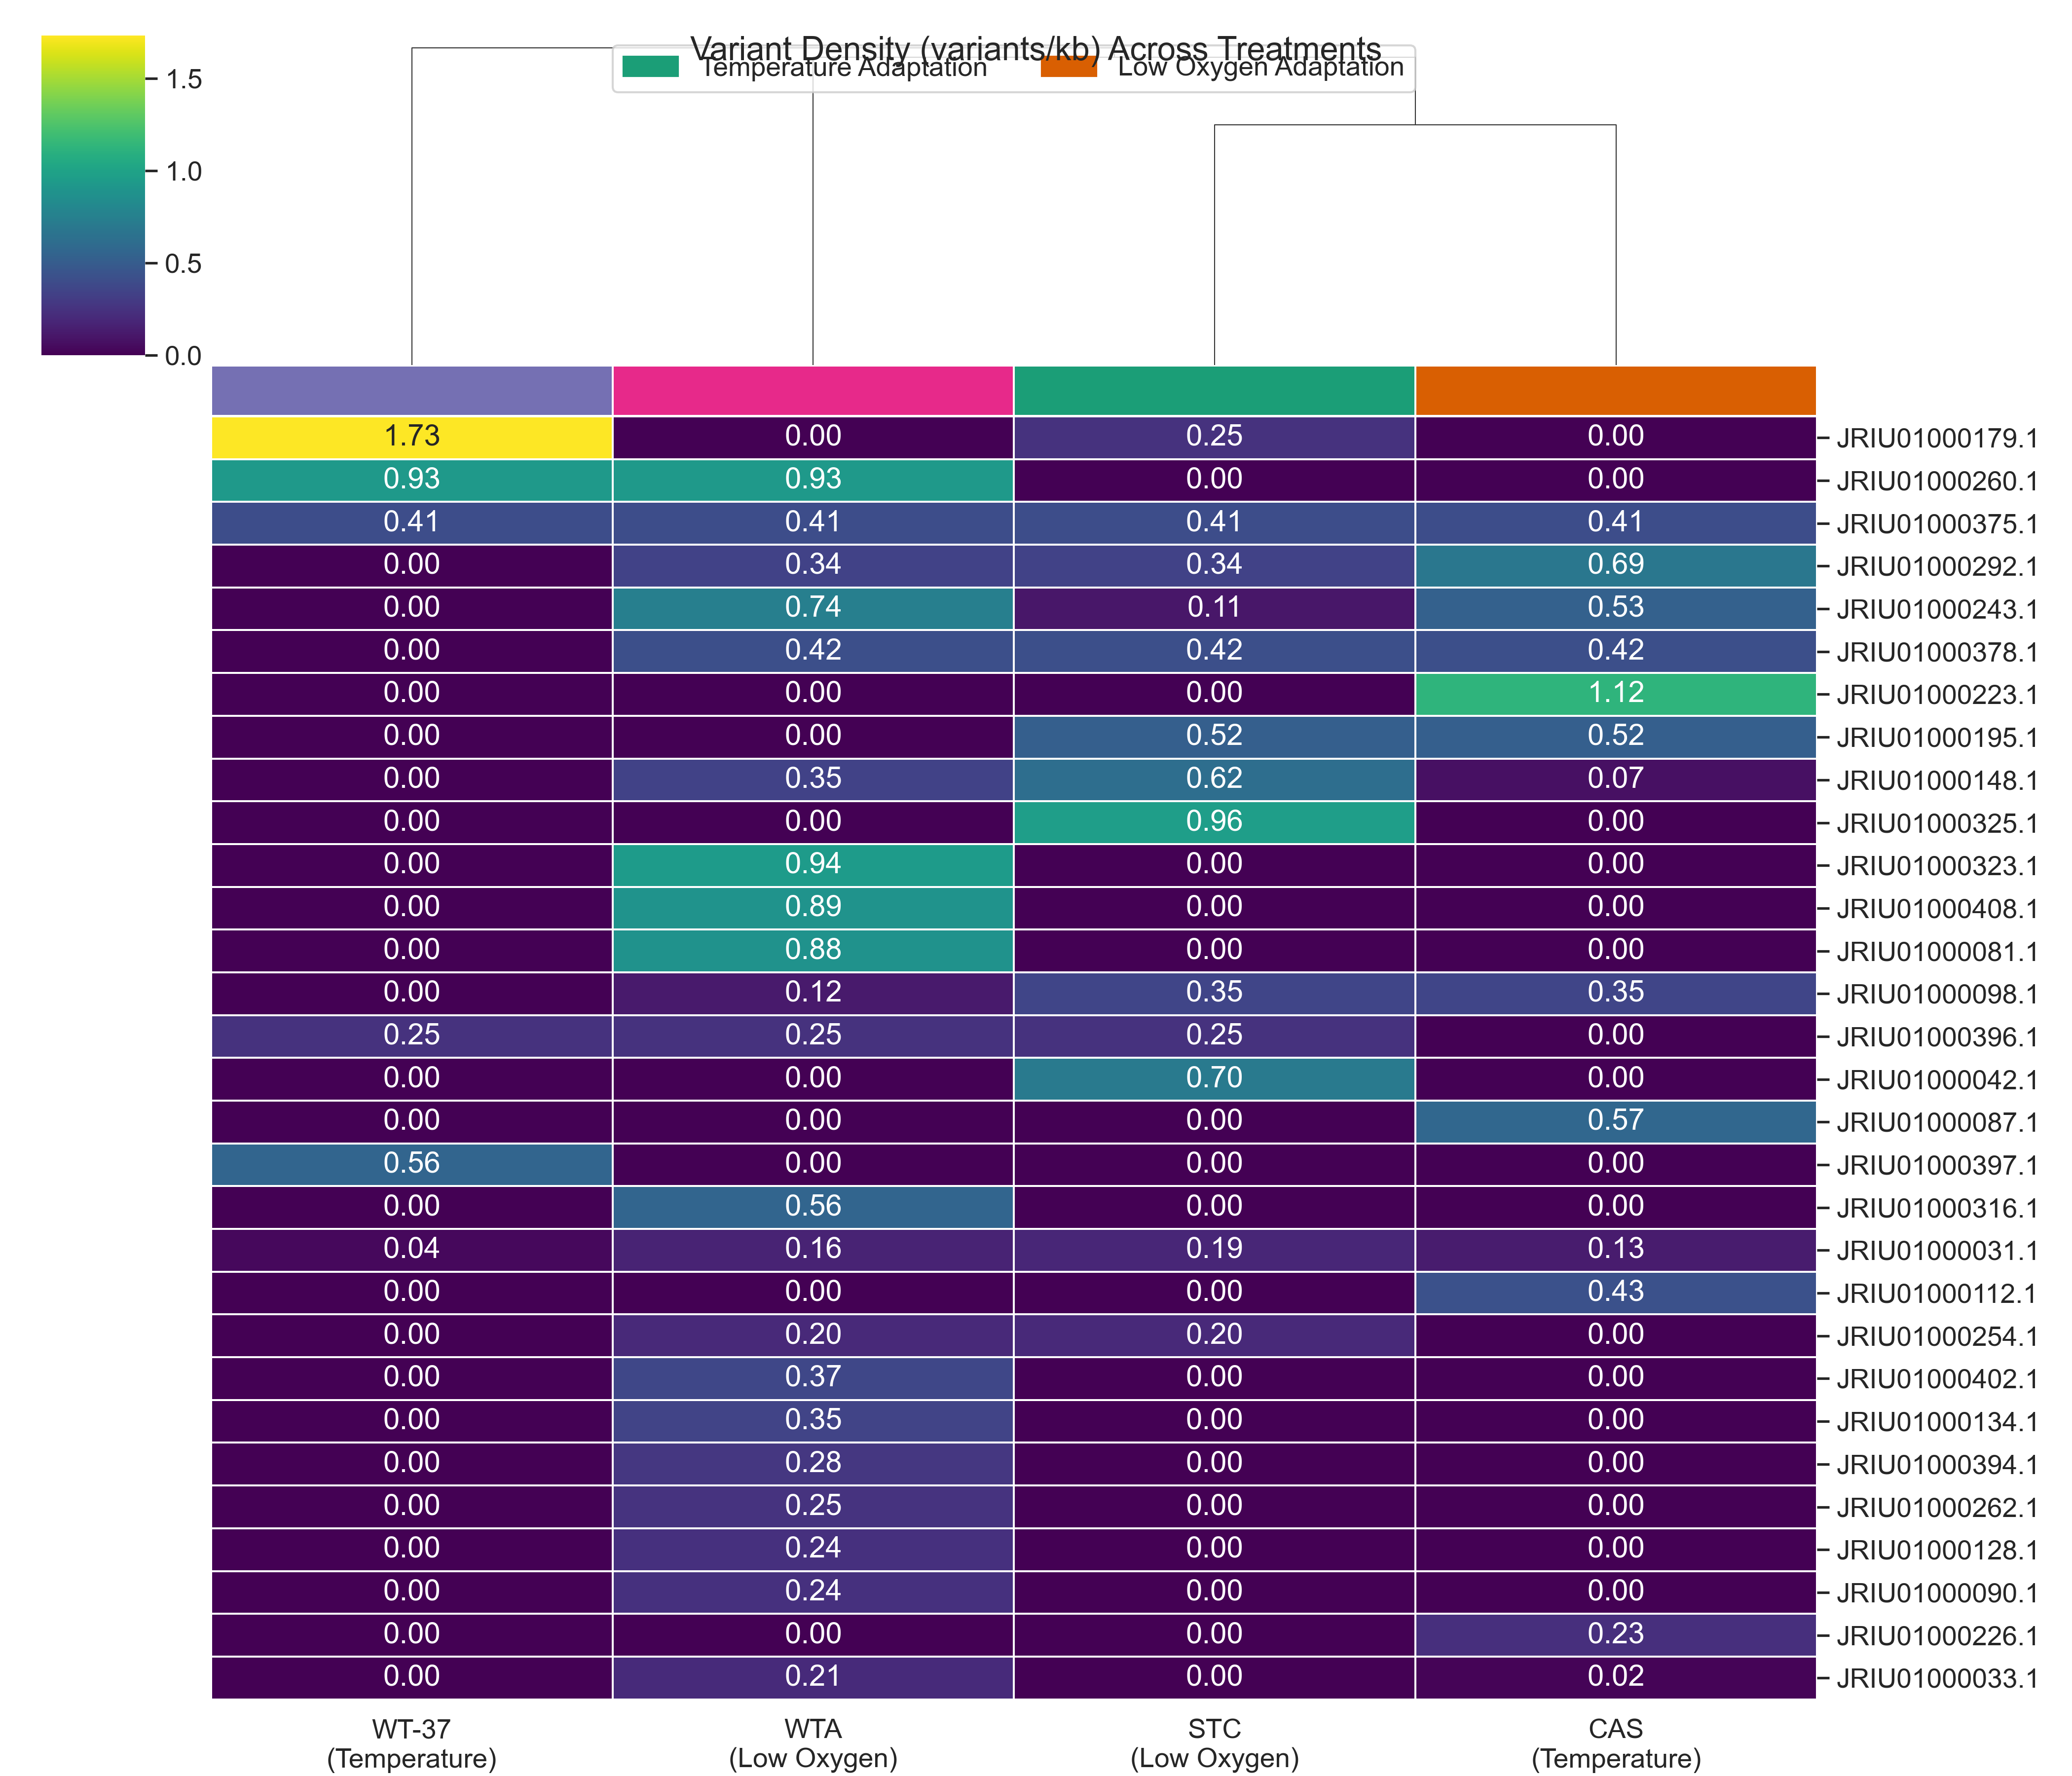 Variant Density (variants/kb) Across Treatments
Temperature Adaptation Low Oxygen Adaptation
1.5
1.0
0.5
0.0
1.73 0.00 0.25 0.00 JRIU01000179.1
0.93 0.93 0.00 0.00 JRIU01000260.1
0.41 0.41 0.41 0.41 JRIU01000375.1
0.00 0.34 0.34 0.69 JRIU01000292.1
0.00 0.74 0.11 0.53 JRIU01000243.1
0.00 0.42 0.42 0.42 JRIU01000378.1
0.00 0.00 0.00 1.12 JRIU01000223.1
0.00 0.00 0.52 0.52 JRIU01000195.1
0.00 0.35 0.62 0.07 JRIU01000148.1
0.00 0.00 0.96 0.00 JRIU01000325.1
0.00 0.94 0.00 0.00 JRIU01000323.1
0.00 0.89 0.00 0.00 JRIU01000408.1
0.00 0.88 0.00 0.00 JRIU01000081.1
0.00 0.12 0.35 0.35 JRIU01000098.1
0.25 0.25 0.25 0.00 JRIU01000396.1
0.00 0.00 0.70 0.00 JRIU01000042.1
0.00 0.00 0.00 0.57 JRIU01000087.1
0.56 0.00 0.00 0.00 JRIU01000397.1
0.00 0.56 0.00 0.00 JRIU01000316.1
0.04 0.16 0.19 0.13 JRIU01000031.1
0.00 0.00 0.00 0.43 JRIU01000112.1
0.00 0.20 0.20 0.00 JRIU01000254.1
0.00 0.37 0.00 0.00 JRIU01000402.1
0.00 0.35 0.00 0.00 JRIU01000134.1
0.00 0.28 0.00 0.00 JRIU01000394.1
0.00 0.25 0.00 0.00 JRIU01000262.1
0.00 0.24 0.00 0.00 JRIU01000128.1
0.00 0.24 0.00 0.00 JRIU01000090.1
0.00 0.00 0.00 0.23 JRIU01000226.1
0.00 0.21 0.00 0.02 JRIU01000033.1
WT-37 WTA STC CAS
(Temperature) (Low Oxygen) (Low Oxygen) (Temperature)